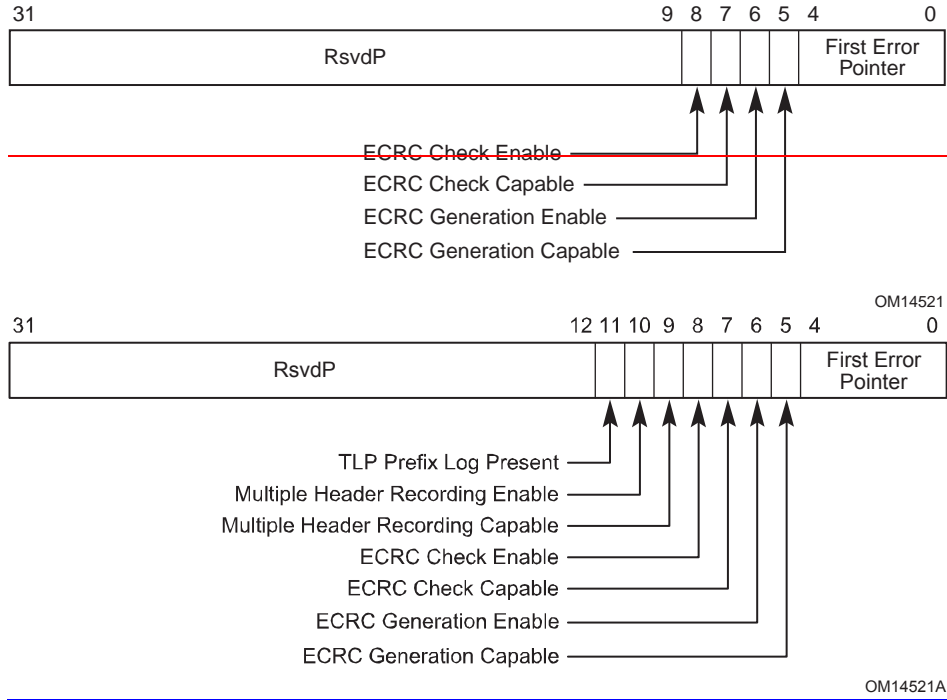 31 9 8 7 6 5 4 0
RsvdP
First Error
Pointer
ECRC Check Enable
ECRC Check Capable
ECRC Generation Enable
ECRC Generation Capable
OM14521
31 12 11 10 9 8 7 6 5 4 0
RsvdP
First Error
Pointer
TLP Prefix Log Present
Multiple Header Recording Enable
Multiple Header Recording Capable
ECRC Check Enable
ECRC Check Capable
ECRC Generation Enable
ECRC Generation Capable
OM14521A